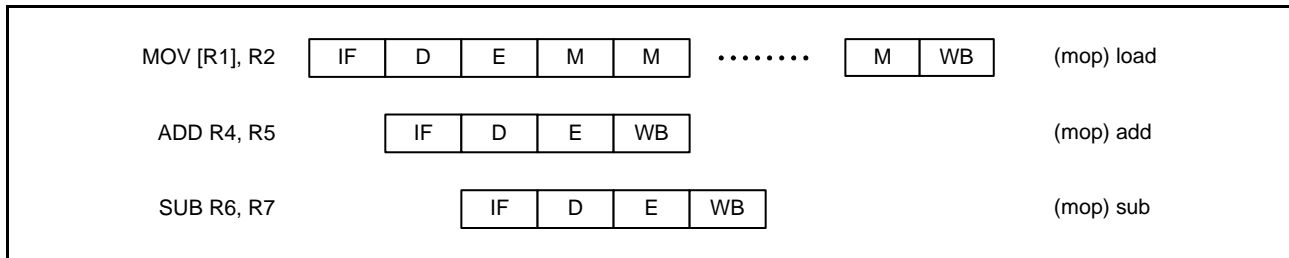 MOV [R1], R2 IF D E M M ········ M WB (mop) load
ADD R4, R5 IF D E WB (mop) add
SUB R6, R7 IF D E WB (mop) sub